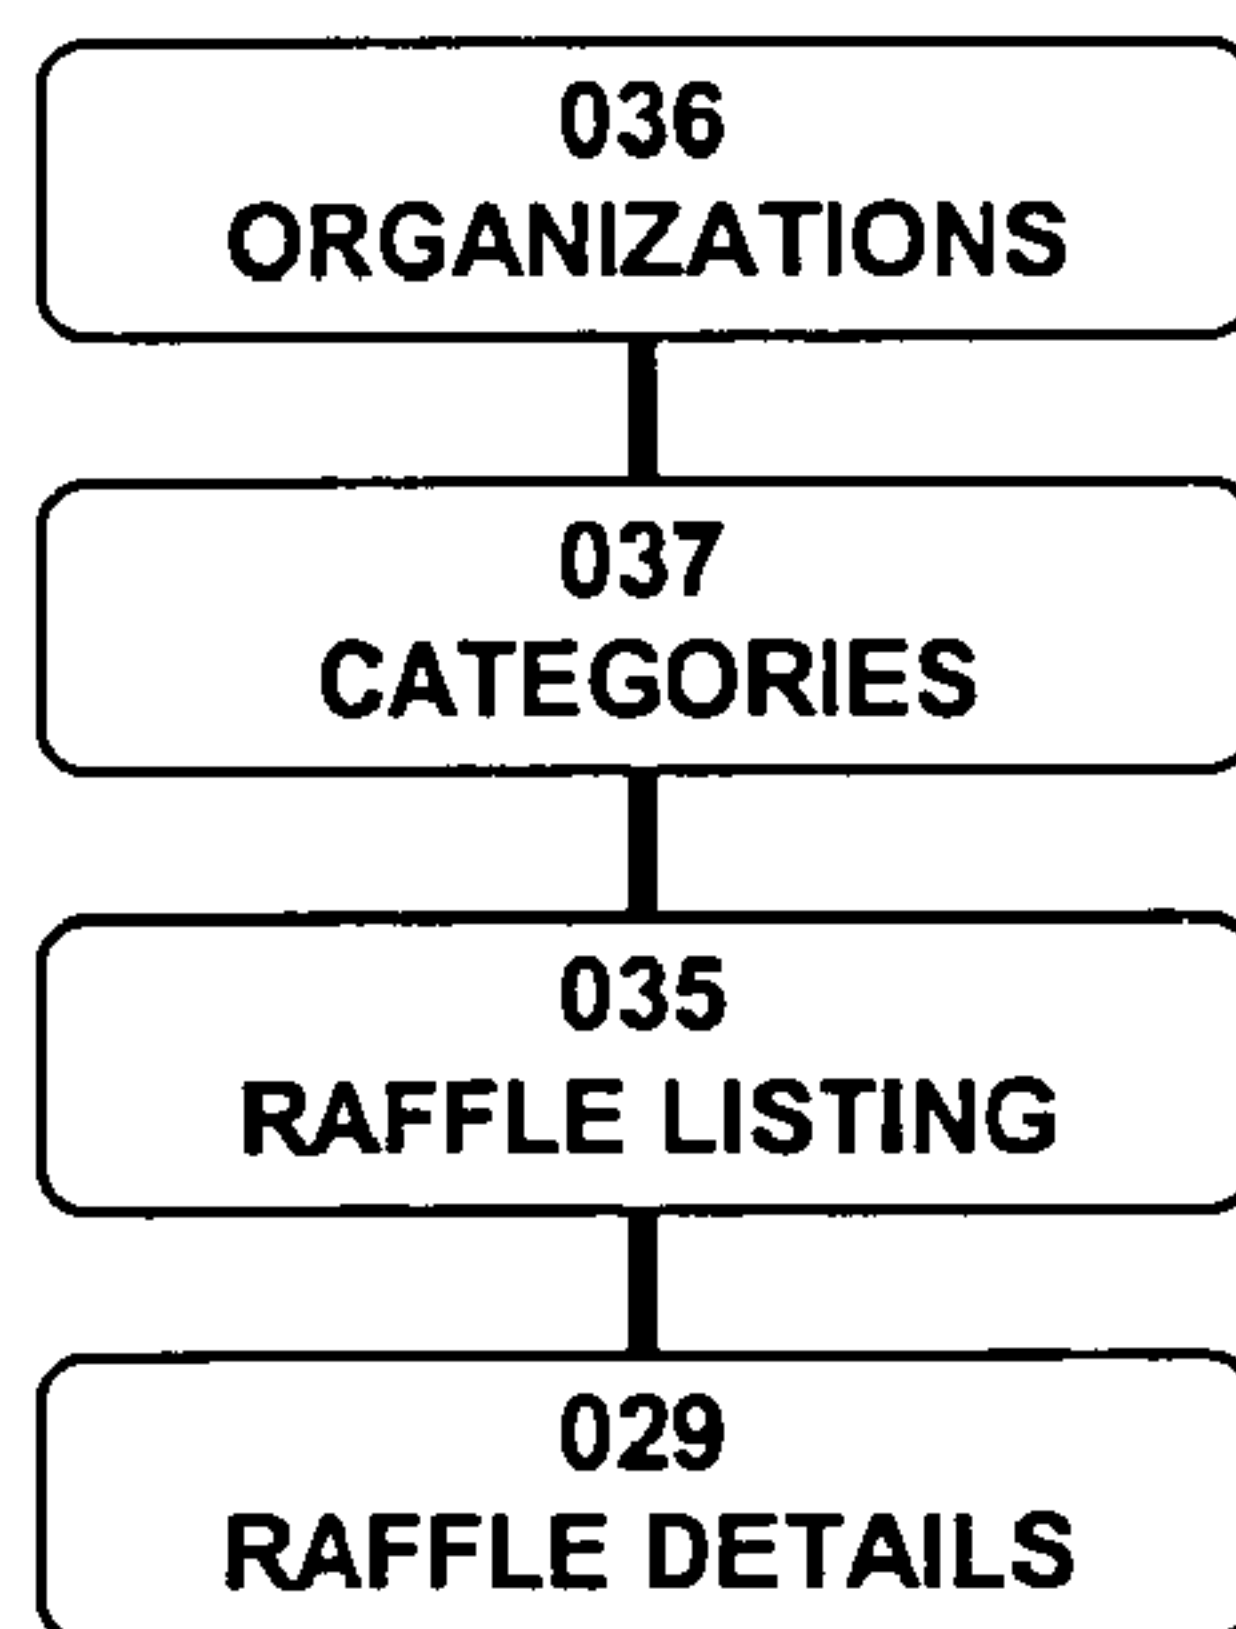 036
ORGANIZATIONS
037
CATEGORIES
035
RAFFLE LISTING
029
RAFFLE DETAILS